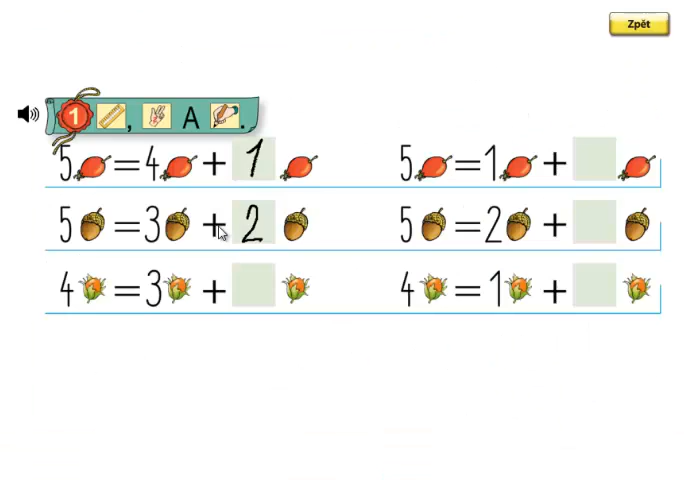 Zpět
1 , A .
5 = 4 + 1 5 = 1 +
5 = 3 + 2 5 = 2 +
4 = 3 + 4 = 1 +